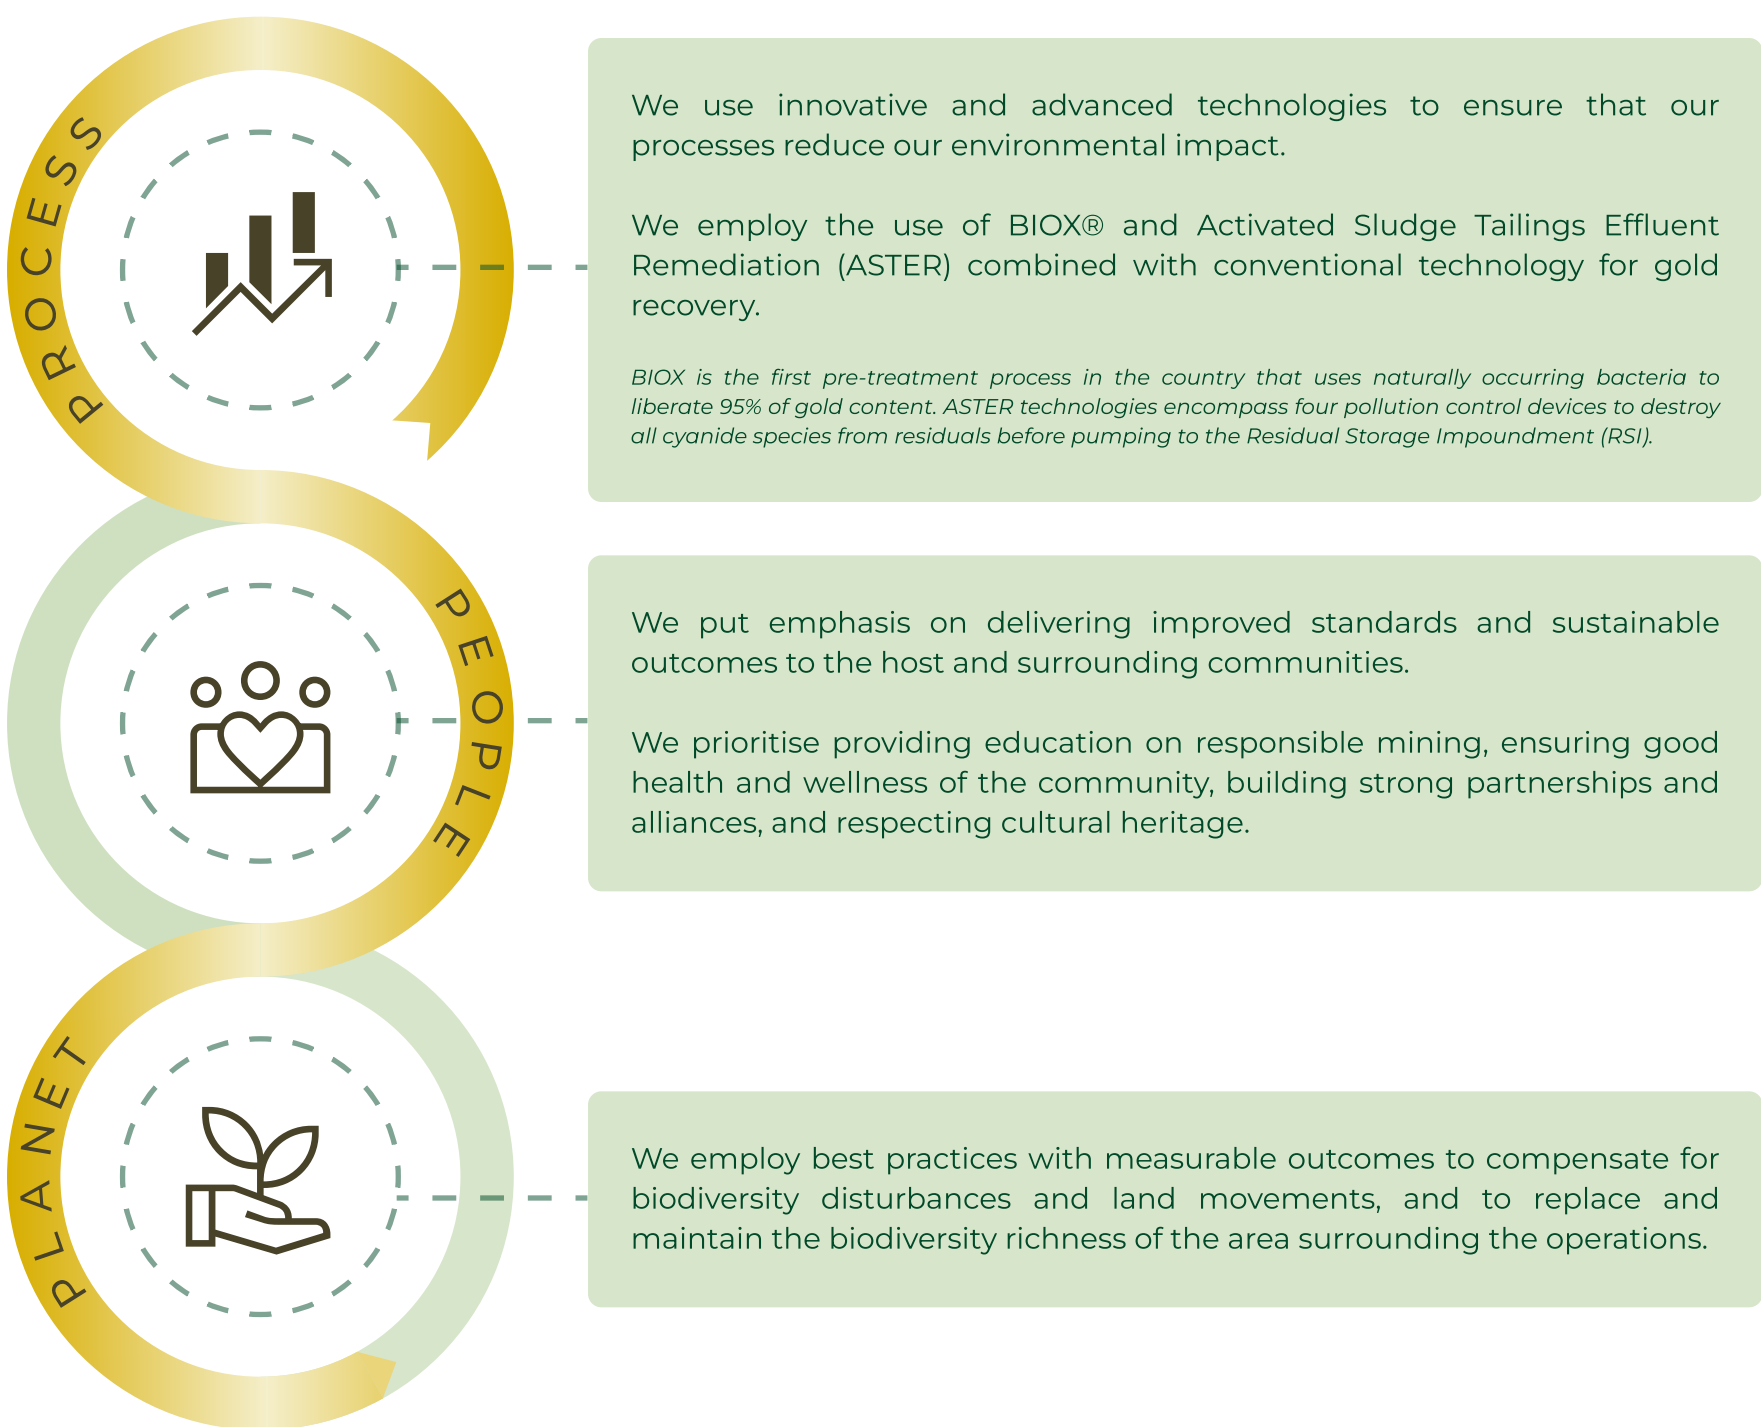 PROCESS
We use innovative and advanced technologies to ensure that our
processes reduce our environmental impact.
We employ the use of BIOX® and Activated Sludge Tailings Effluent
Remediation (ASTER) combined with conventional technology for gold
recovery.
BIOX is the first pre-treatment process in the country that uses naturally occurring bacteria to
liberate 95% of gold content. ASTER technologies encompass four pollution control devices to destroy
all cyanide species from residuals before pumping to the Residual Storage Impoundment (RSI).
PEOPLE
We put emphasis on delivering improved standards and sustainable
outcomes to the host and surrounding communities.
We prioritise providing education on responsible mining, ensuring good
health and wellness of the community, building strong partnerships and
alliances, and respecting cultural heritage.
PLANET
We employ best practices with measurable outcomes to compensate for
biodiversity disturbances and land movements, and to replace and
maintain the biodiversity richness of the area surrounding the operations.